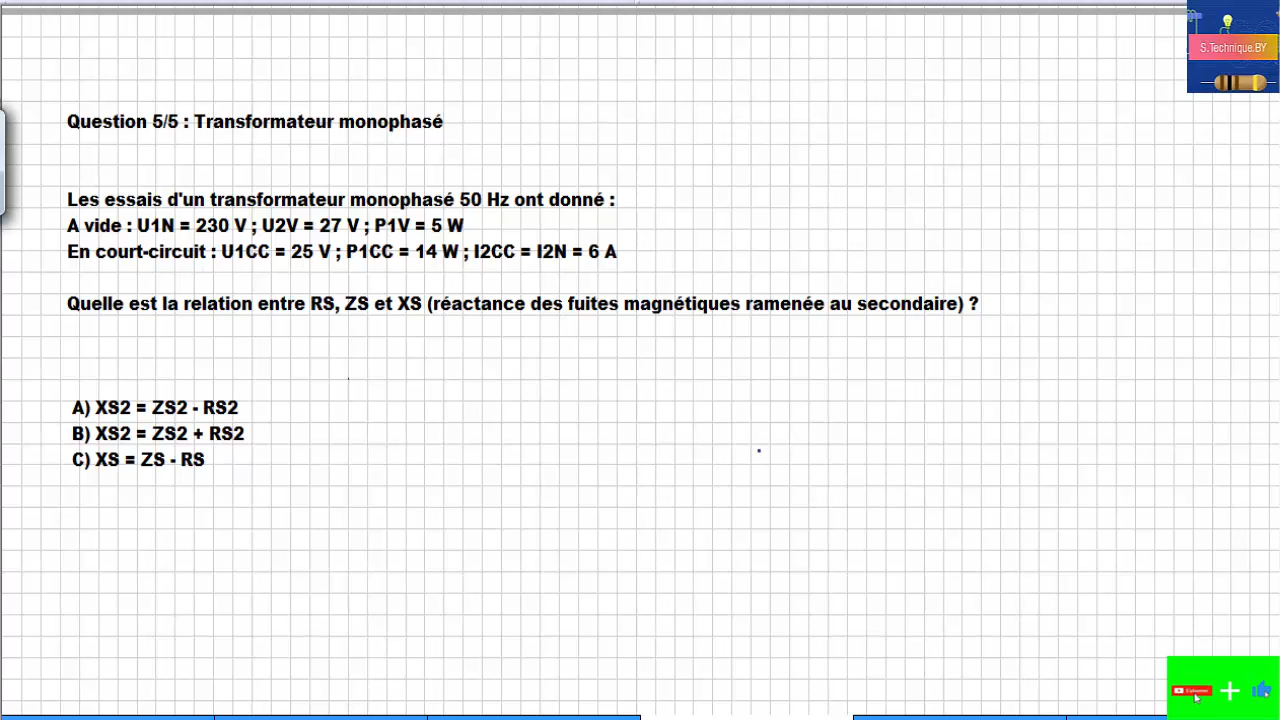 S.Technique.BY
Question 5/5 : Transformateur monophasé
Les essais d'un transformateur monophasé 50 Hz ont donné :
A vide : U1N = 230 V ; U2V = 27 V ; P1V = 5 W
En court-circuit : U1CC = 25 V ; P1CC = 14 W ; I2CC = I2N = 6 A
Quelle est la relation entre RS, ZS et XS (réactance des fuites magnétiques ramenée au secondaire) ?
A) XS2 = ZS2 - RS2
B) XS2 = ZS2 + RS2
C) XS = ZS - RS
+